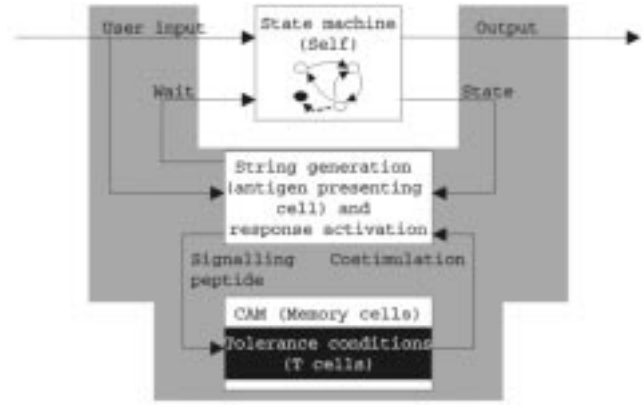 User input
State machine
(Self)
Output
Wait
State
String generation
(antigen presenting
cell) and
response activation
Signalling
peptide
Costimulation
CAM (Memory cells)
Tolerance conditions
(T cells)